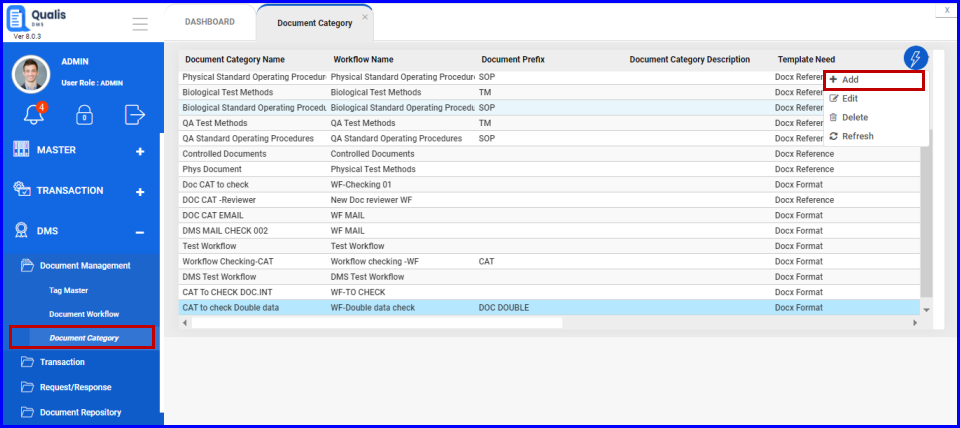 Qualis
DMS
Ver 8.0.3
DASHBOARD
Document Category
x
X
ADMIN
User Role : ADMIN
4
MASTER
TRANSACTION
DMS
Document Management
Tag Master
Document Workflow
Document Category
Transaction
Request/Response
Document Repository
Document Category Name Workflow Name Document Prefix Document Category Description Template Need
Physical Standard Operating Procedur Physical Standard Operating Procedur SOP Docx Reference
Biological Test Methods Biological Test Methods TM Docx Reference
Biological Standard Operating Procedu Biological Standard Operating Procedu SOP Docx Reference
QA Test Methods QA Test Methods TM Docx Reference
QA Standard Operating Procedures QA Standard Operating Procedures SOP Docx Reference
Controlled Documents Controlled Documents Docx Reference
Phys Document Physical Test Methods Docx Reference
Doc CAT to check WF-Checking 01 Docx Format
DOC CAT -Reviewer New Doc reviewer WF Docx Reference
DOC CAT EMAIL WF MAIL Docx Format
DMS MAIL CHECK 002 WF MAIL Docx Format
Test Workflow Test Workflow Docx Format
Workflow Checking-CAT Workflow checking -WF CAT Docx Format
DMS Test Workflow DMS Test Workflow Docx Format
CAT To CHECK DOC.INT WF-TO CHECK Docx Format
CAT to check Double data WF-Double data check DOC DOUBLE Docx Format
Add
Edit
Delete
Refresh